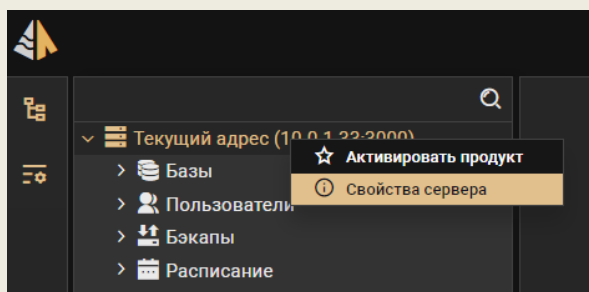 Текущий адрес (10.0.1.33:3000)
Активировать продукт
Базы
Свойства сервера
Пользователи
Бэкапы
Расписание